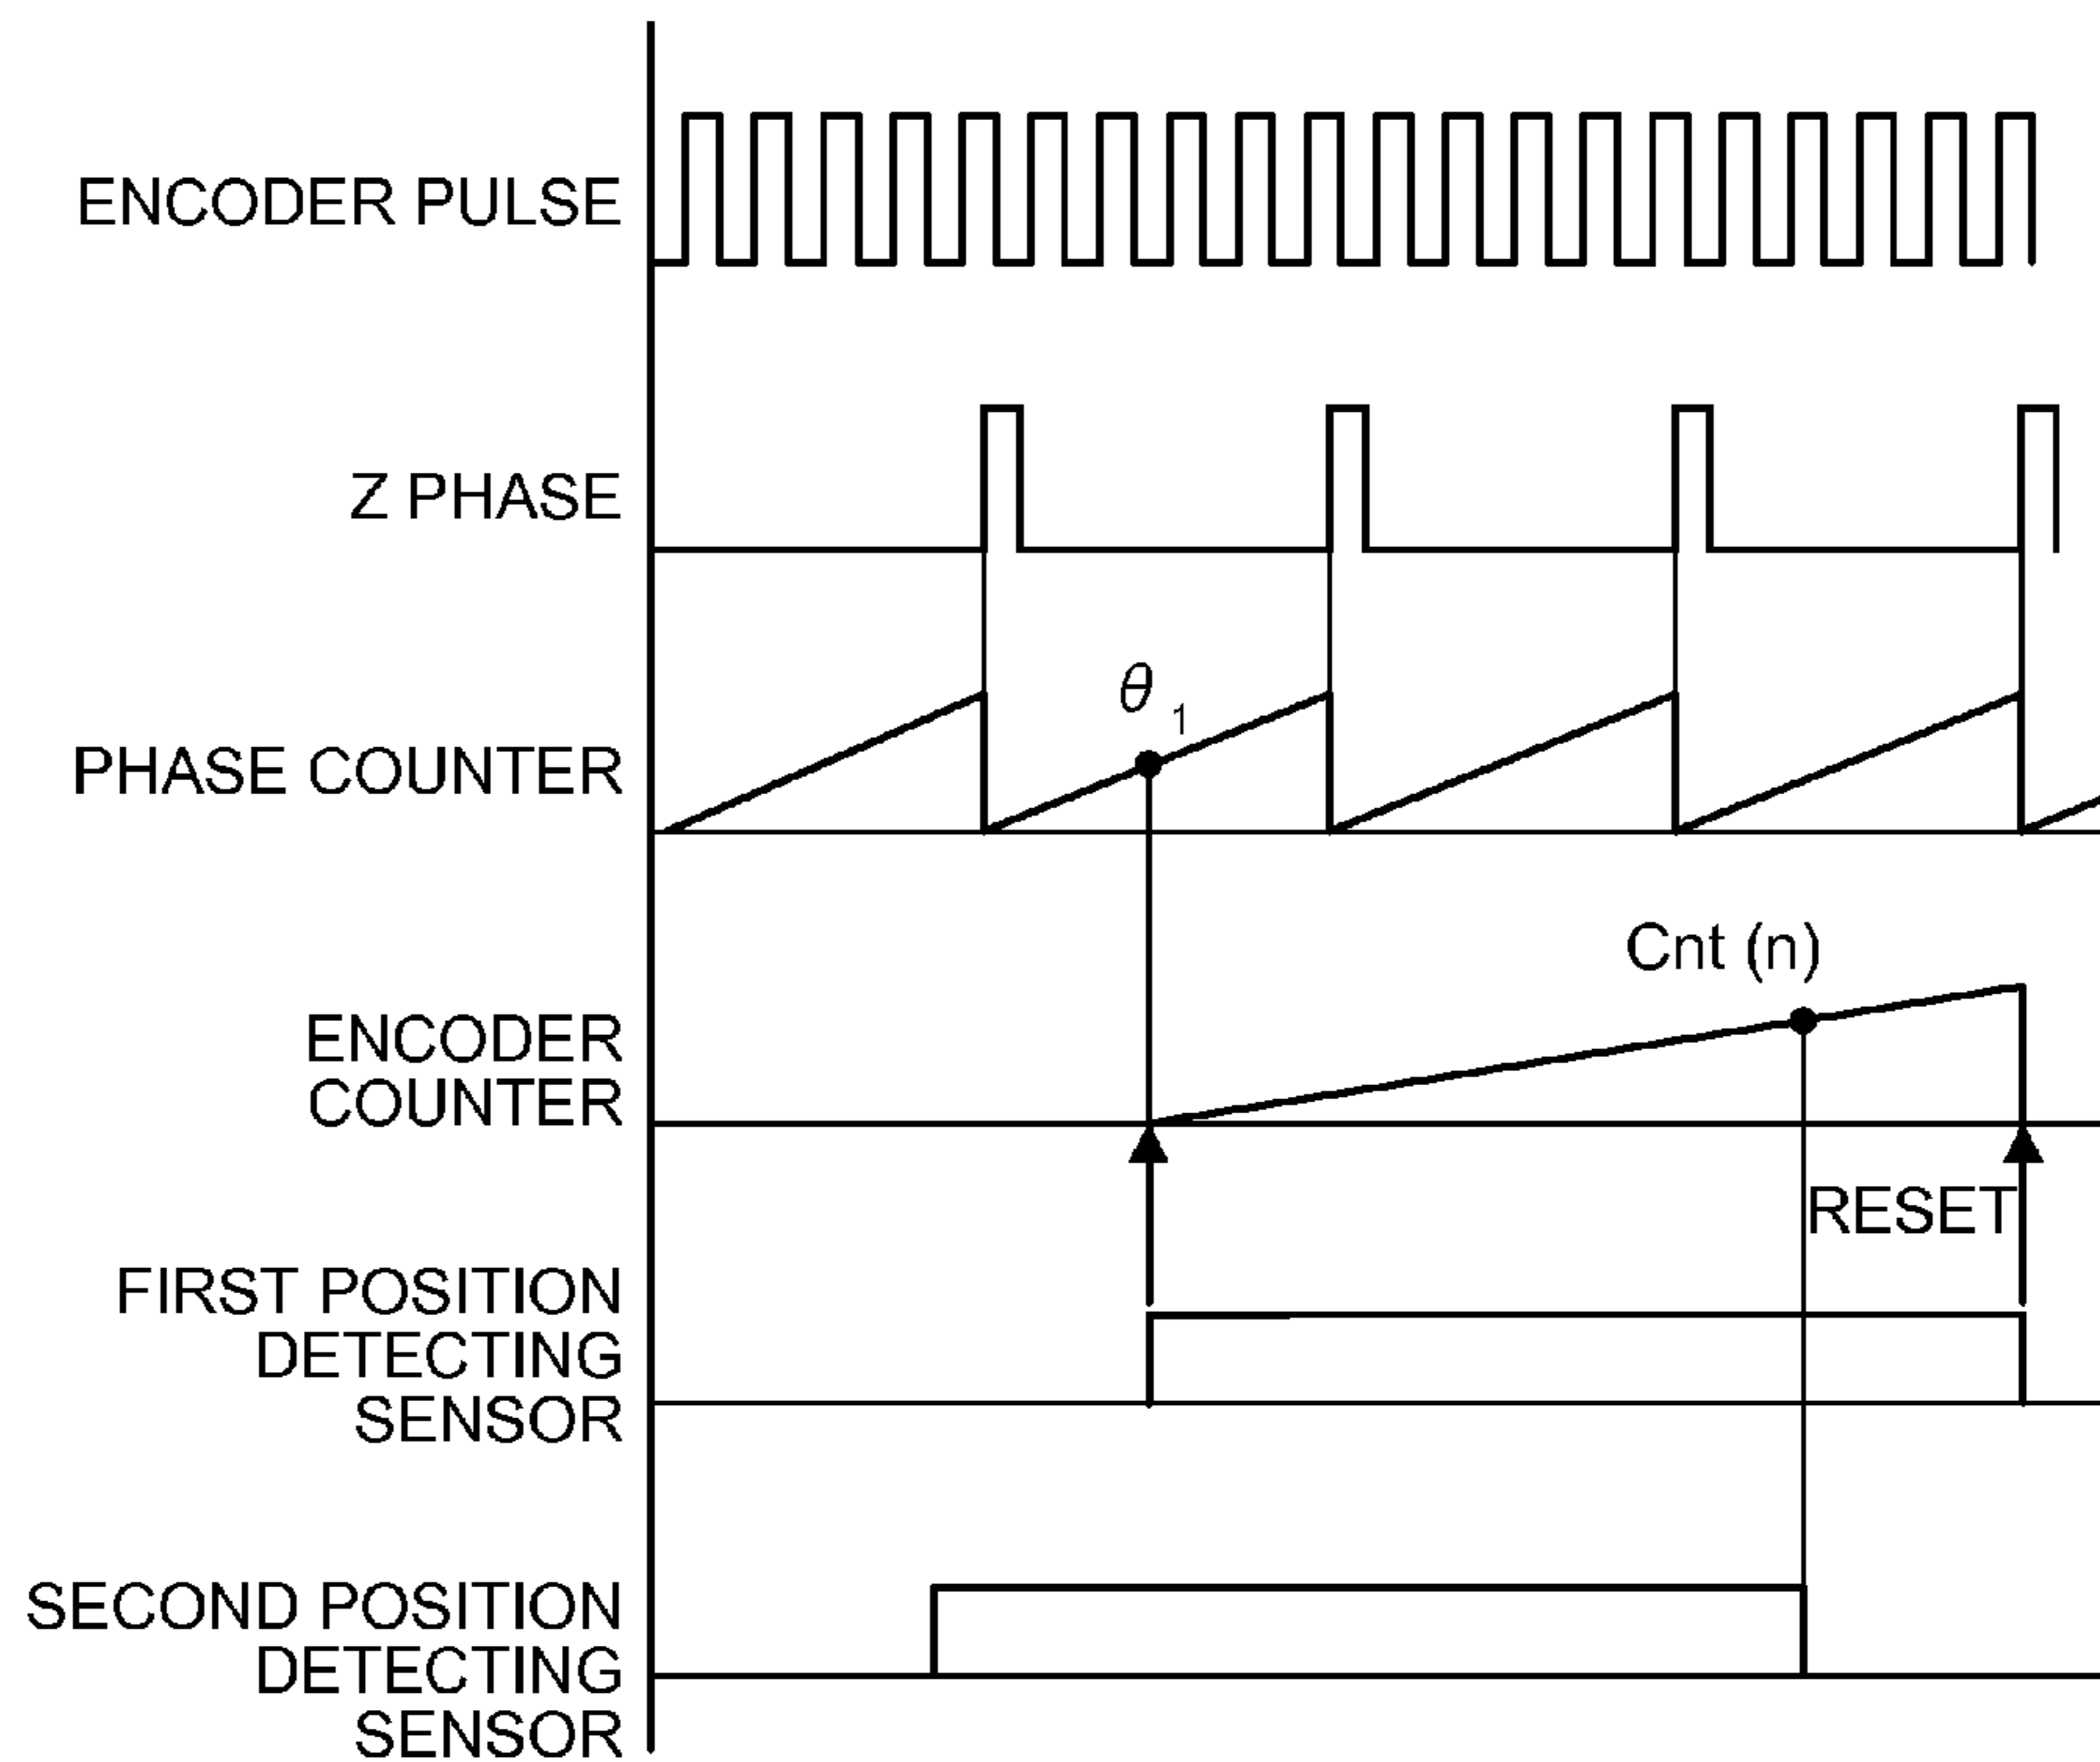 ENCODER PULSE
Z PHASE
θ 1
PHASE COUNTER
Cnt (n)
ENCODER
COUNTER
RESET
FIRST POSITION
DETECTING
SENSOR
SECOND POSITION
DETECTING
SENSOR